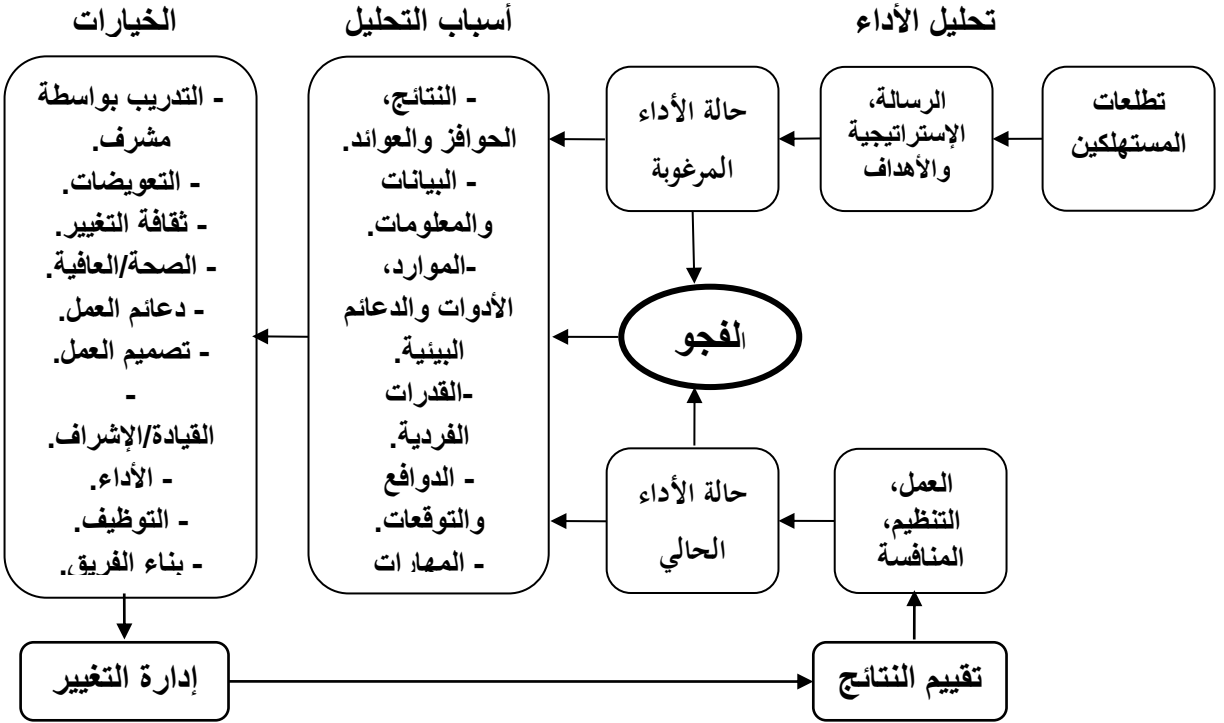 تحليل الأداء
أسباب التحليل
الخيارات
تطلعات
المستهلكين
الرسالة،
الإستراتيجية
والأهداف
حالة الأداء
المرغوبة
الفجو
العمل،
التنظيم،
المنافسة
حالة الأداء
الحالي
- النتائج،
الحوافز والعوائد.
- البيانات
والمعلومات.
-الموارد،
الأدوات والدعائم
البيئية.
-القدرات
الفردية.
- الدوافع
والتوقعات.
- المهارات
- التدريب بواسطة
مشرف.
- التعويضات.
- ثقافة التغيير.
- الصحة/العافية.
- دعائم العمل.
- تصميم العمل.
-
القيادة/الإشراف.
- الأداء.
- التوظيف.
- بناء الفريق.
إدارة التغيير
تقييم النتائج